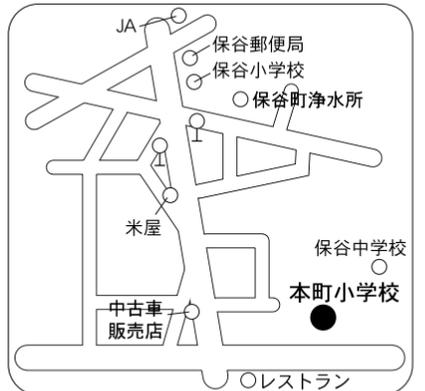 JA
保谷郵便局
保谷小学校
保谷町浄水所
米屋
保谷中学校
本町小学校
中古車
販売店
レストラン